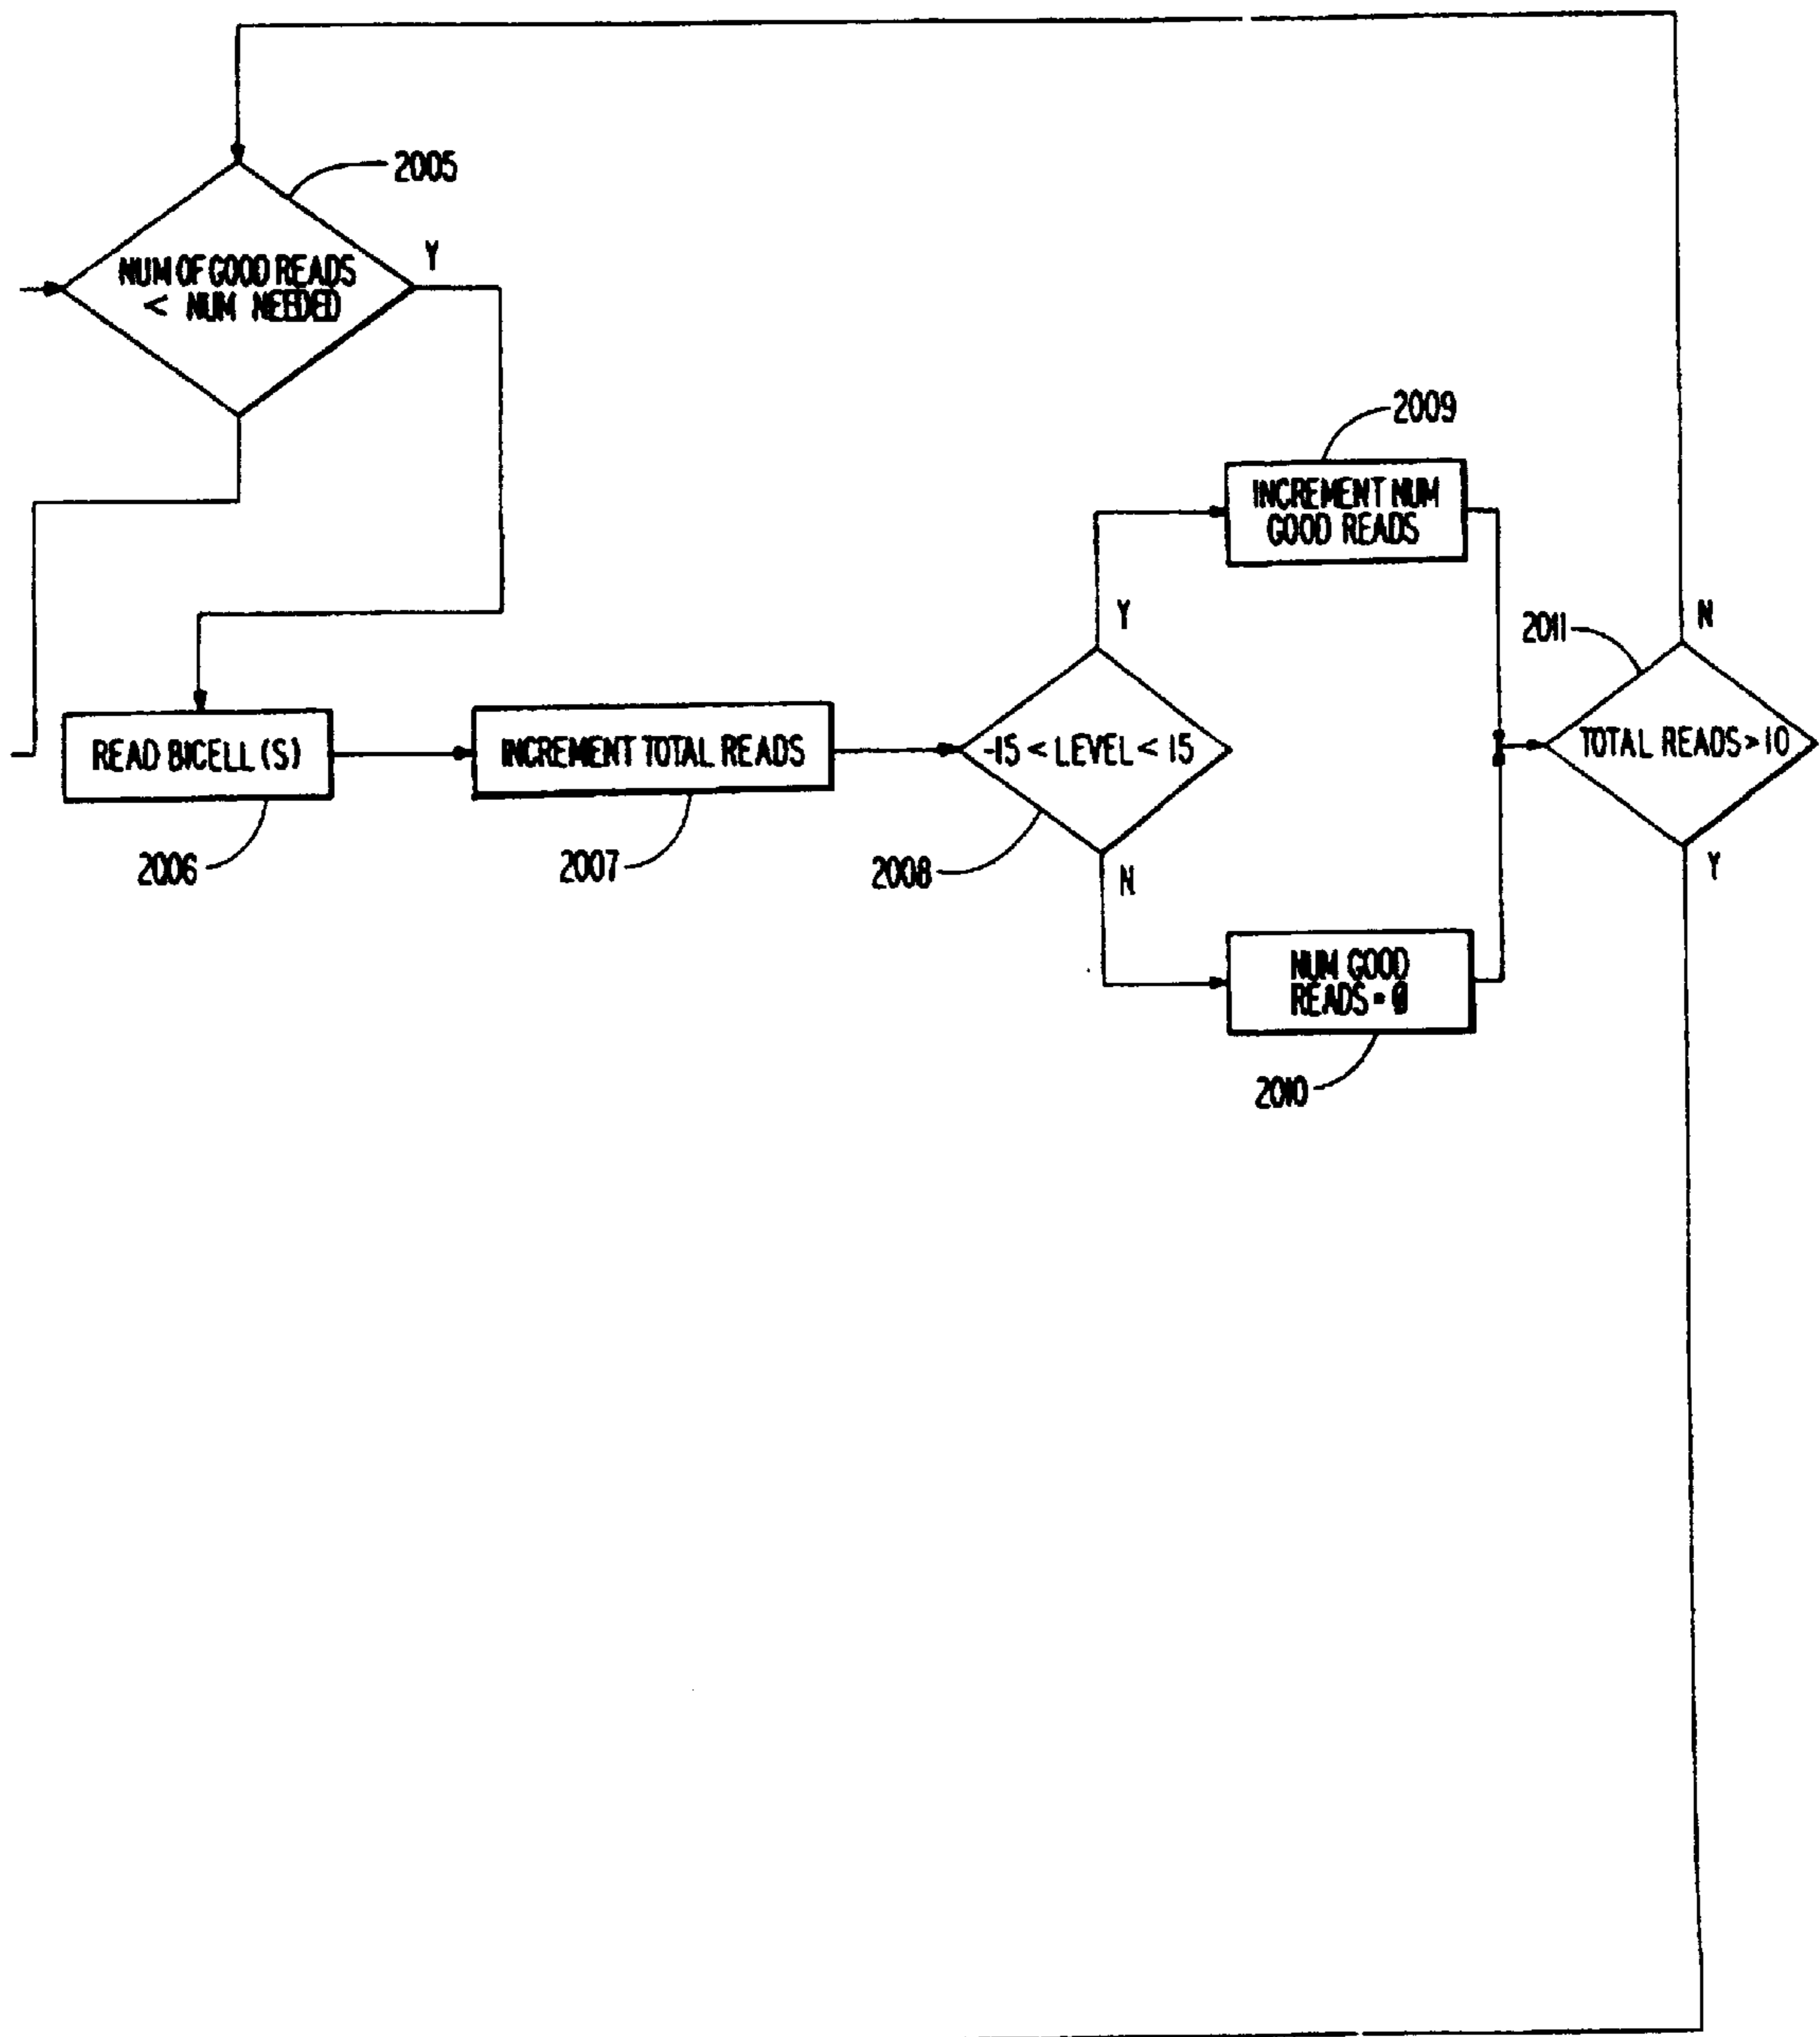 2005
Y
NUM OF GOOD READS
< NUM NEEDED
2009
INCREMENT NUM
GOOD READS
Y
N
2011
READ BICELL(S)
INCREMENT TOTAL READS
-15 < LEVEL < 15
TOTAL READS > 10
2006
2007
2008
N
Y
NUM GOOD
READS = 0
2010